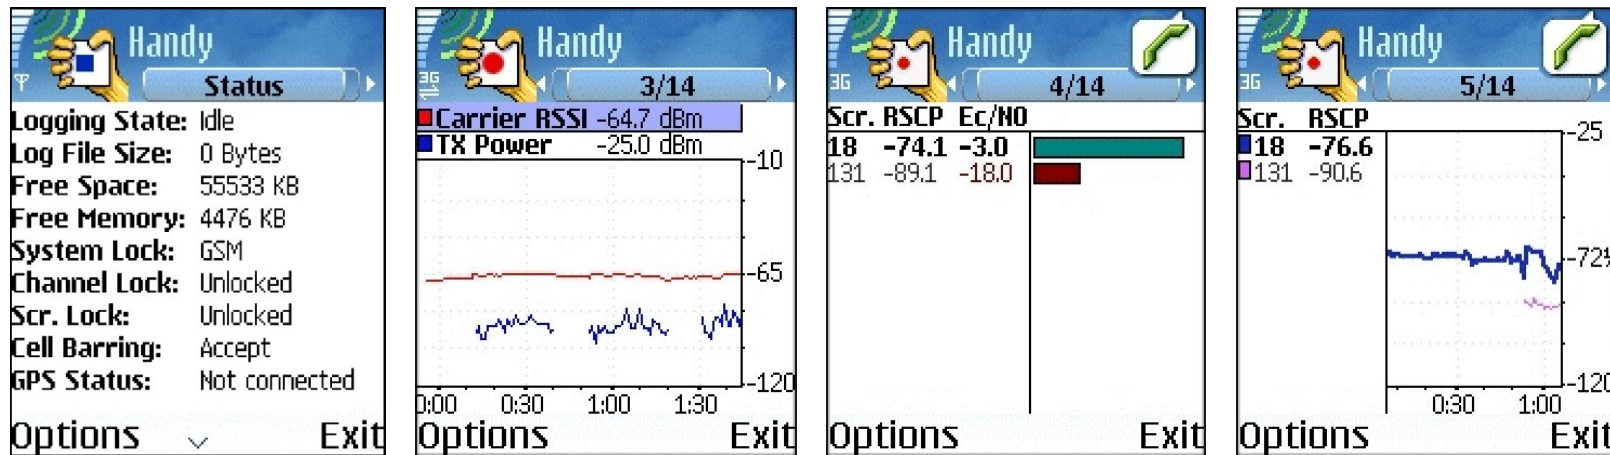 Handy
Status
Logging State: Idle
Log File Size: 0 Bytes
Free Space: 55533 KB
Free Memory: 4476 KB
System Lock: GSM
Channel Lock: Unlocked
Scr. Lock: Unlocked
Cell Barring: Accept
GPS Status: Not connected
Options Exit
3G
Handy
3/14
Carrier RSSI -64.7 dBm
TX Power -25.0 dBm
-10
-65
-120
0:00 0:30 1:00 1:30
Options Exit
3G
Handy
4/14
Scr. RSCP Ec/N0
18 -74.1 -3.0
131 -89.1 -18.0
Options Exit
3G
Handy
5/14
Scr. RSCP
18 -76.6
131 -90.6
-25
-72
-120
0:30 1:00
Options Exit